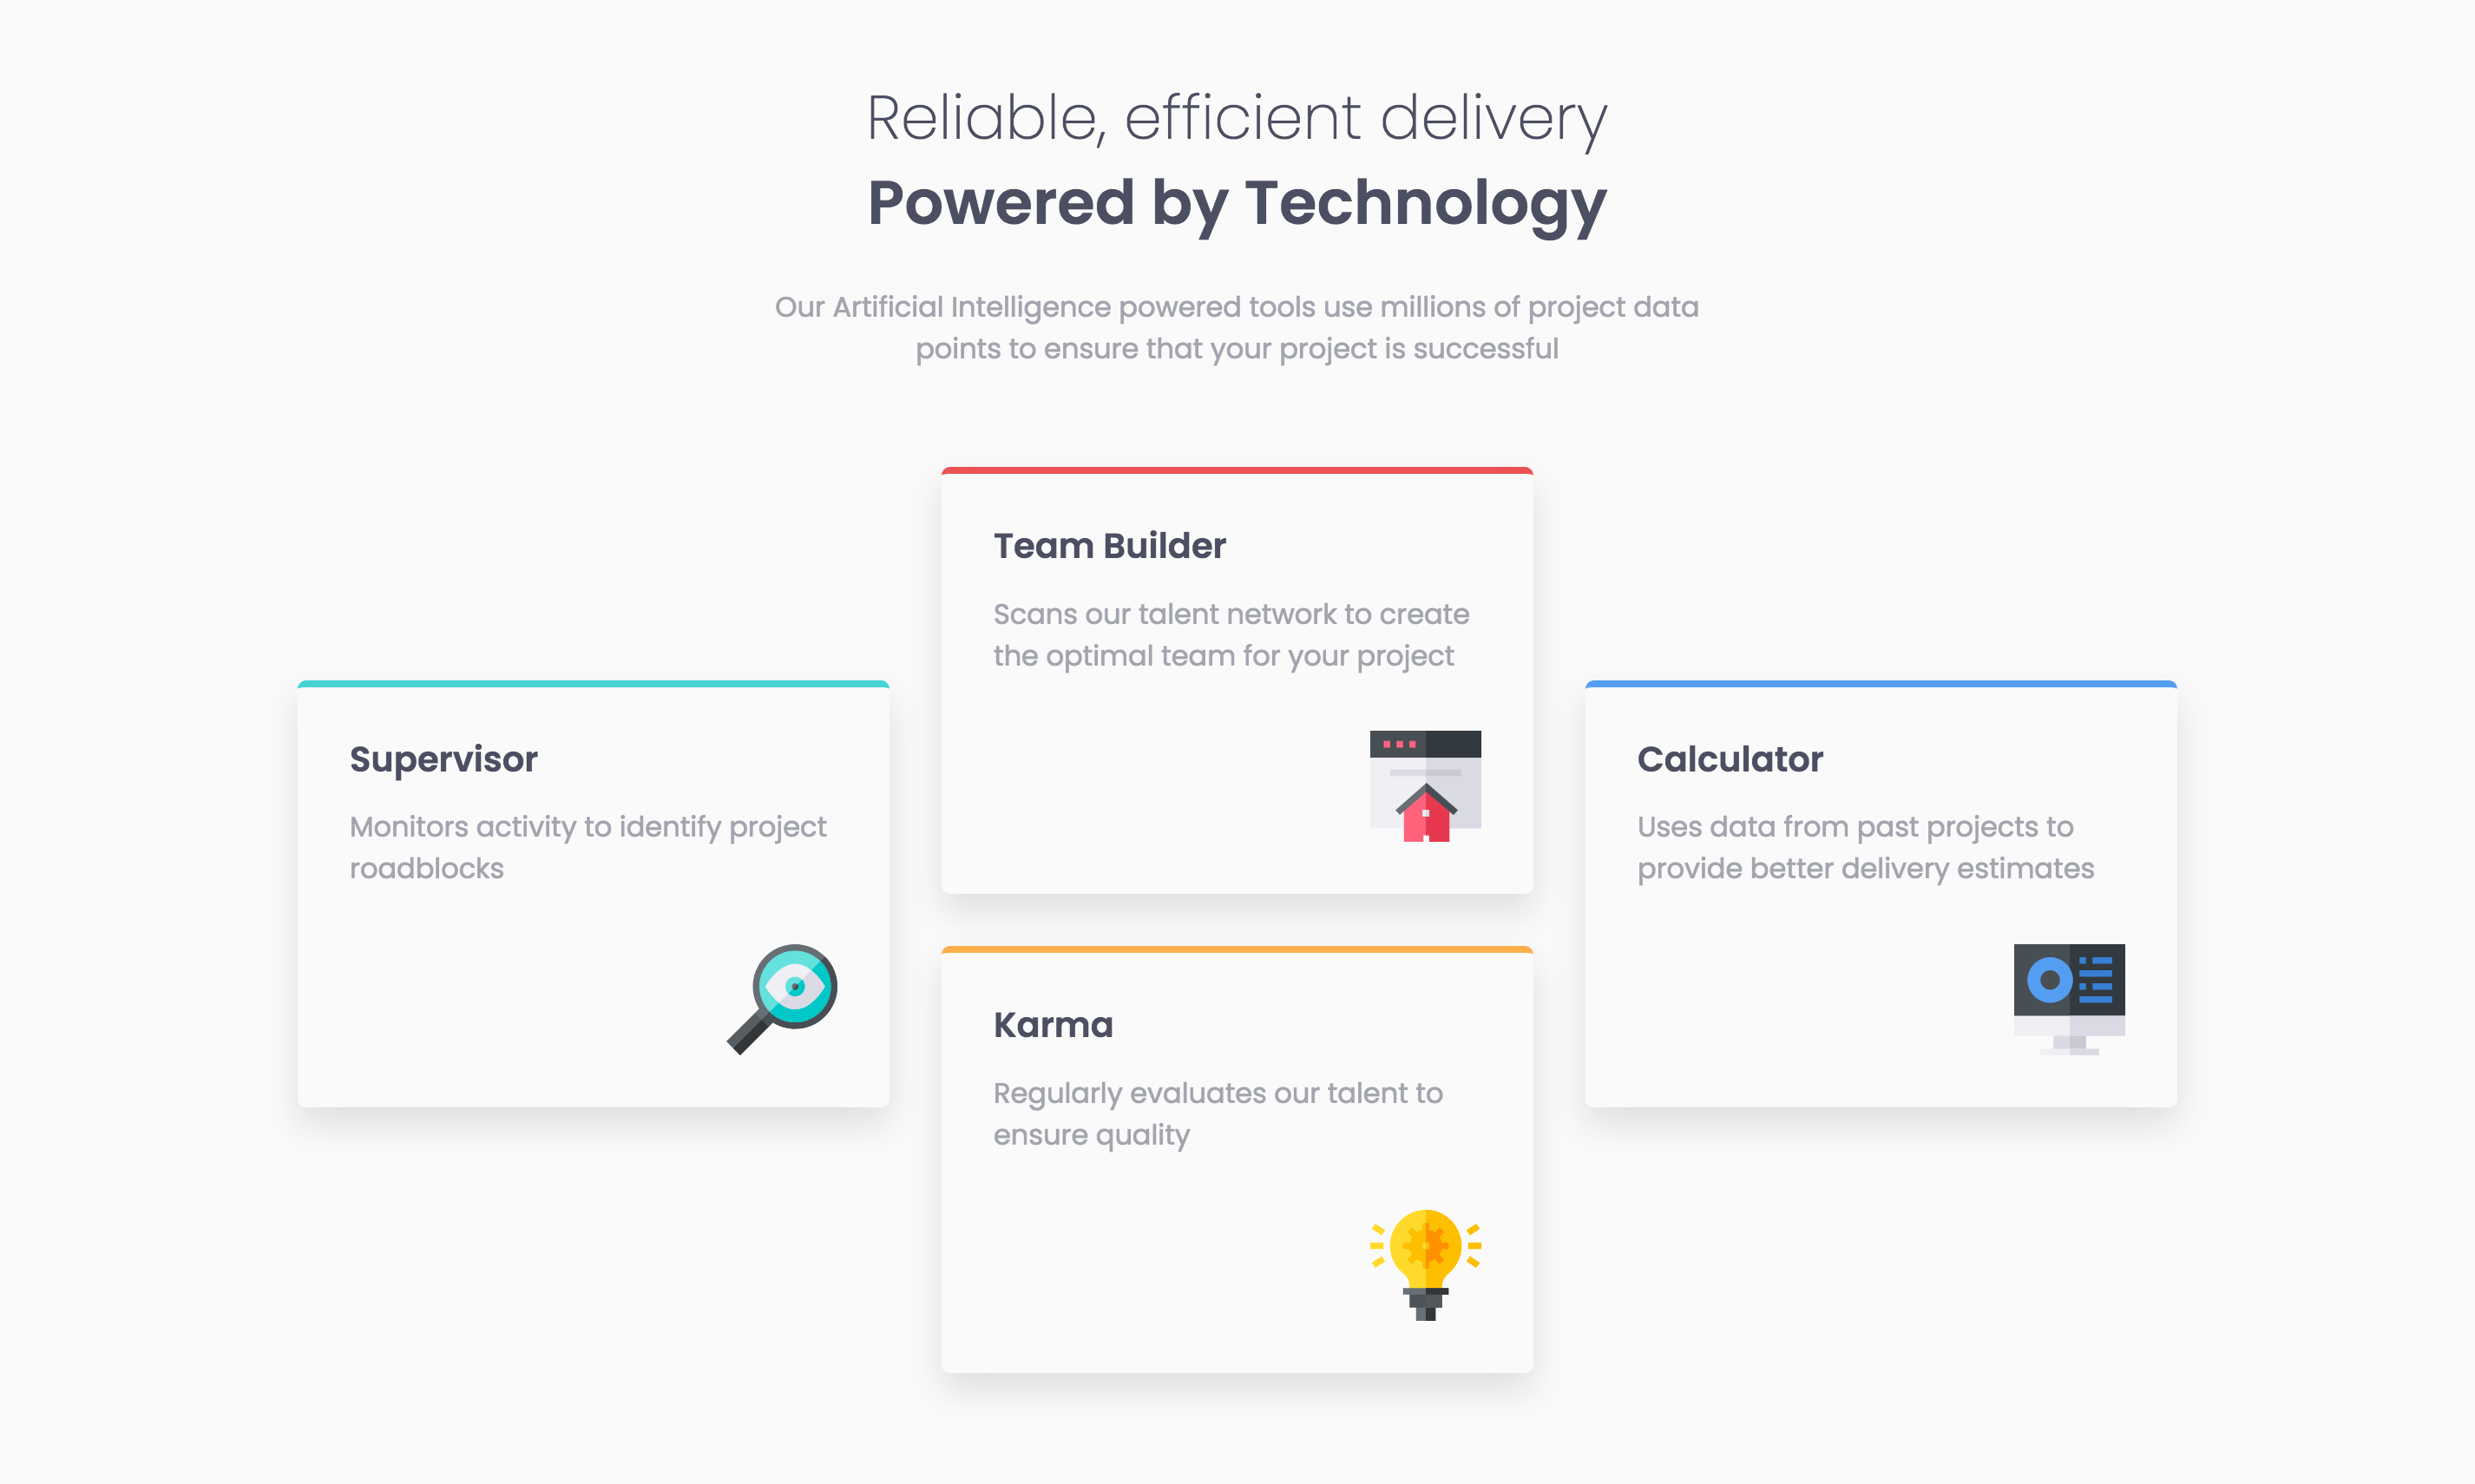 Reliable, efficient delivery
Powered by Technology
Our Artificial Intelligence powered tools use millions of project data
points to ensure that your project is successful
Supervisor
Monitors activity to identify project
roadblocks
Team Builder
Scans our talent network to create
the optimal team for your project
Karma
Regularly evaluates our talent to
ensure quality
Calculator
Uses data from past projects to
provide better delivery estimates